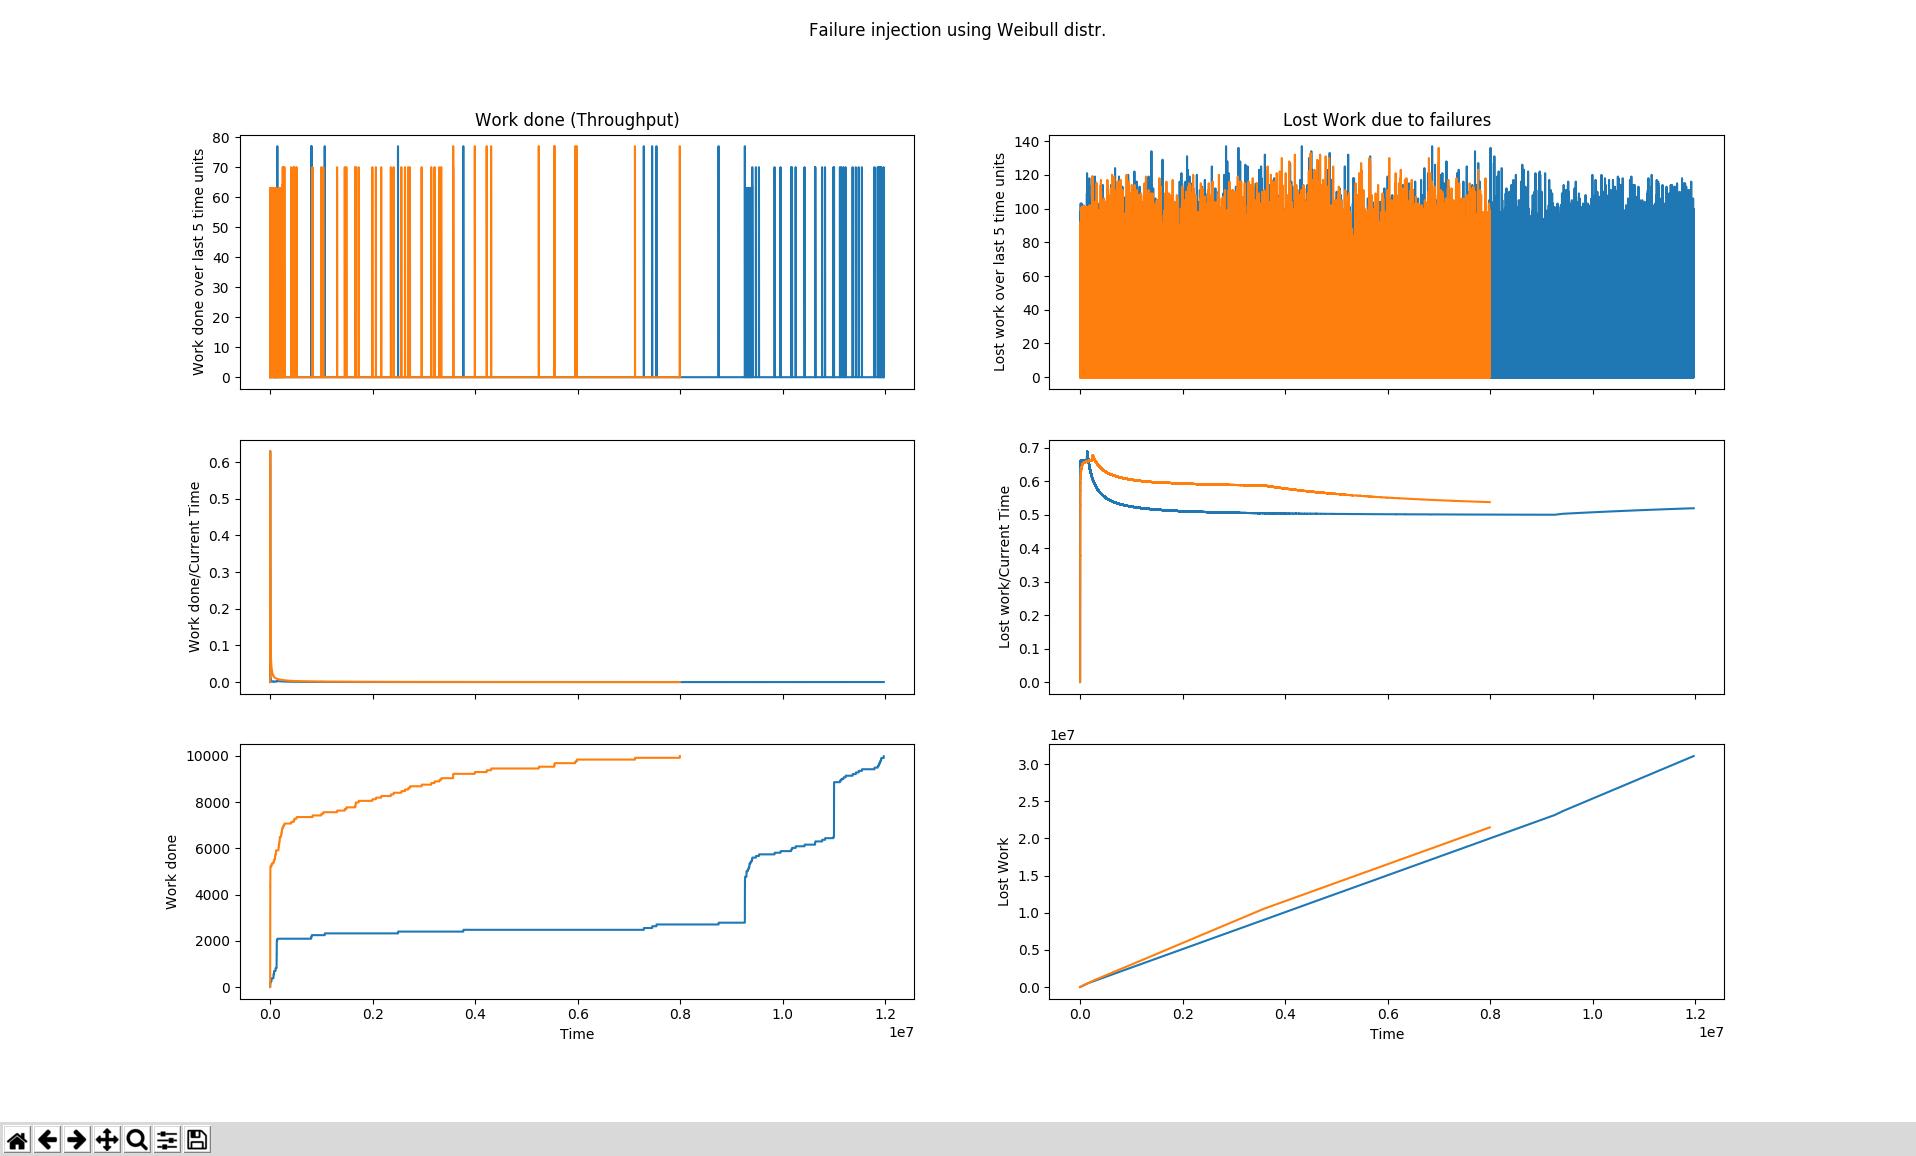 Failure injection using Weibull distr.
Work done (Throughput)
Work done over last 5 time units
80
70
60
50
40
30
20
10
0
Lost Work due to failures
Lost work over last 5 time units
140
120
100
80
60
40
20
0
Work done/Current Time
0.6
0.5
0.4
0.3
0.2
0.1
0.0
Lost work/Current Time
0.7
0.6
0.5
0.4
0.3
0.2
0.1
0.0
Work done
10000
8000
6000
4000
2000
0
0.0 0.2 0.4 0.6 0.8 1.0 1.2
Time
1e7
1e7
Lost Work
3.0
2.5
2.0
1.5
1.0
0.5
0.0
0.0 0.2 0.4 0.6 0.8 1.0 1.2
Time
1e7